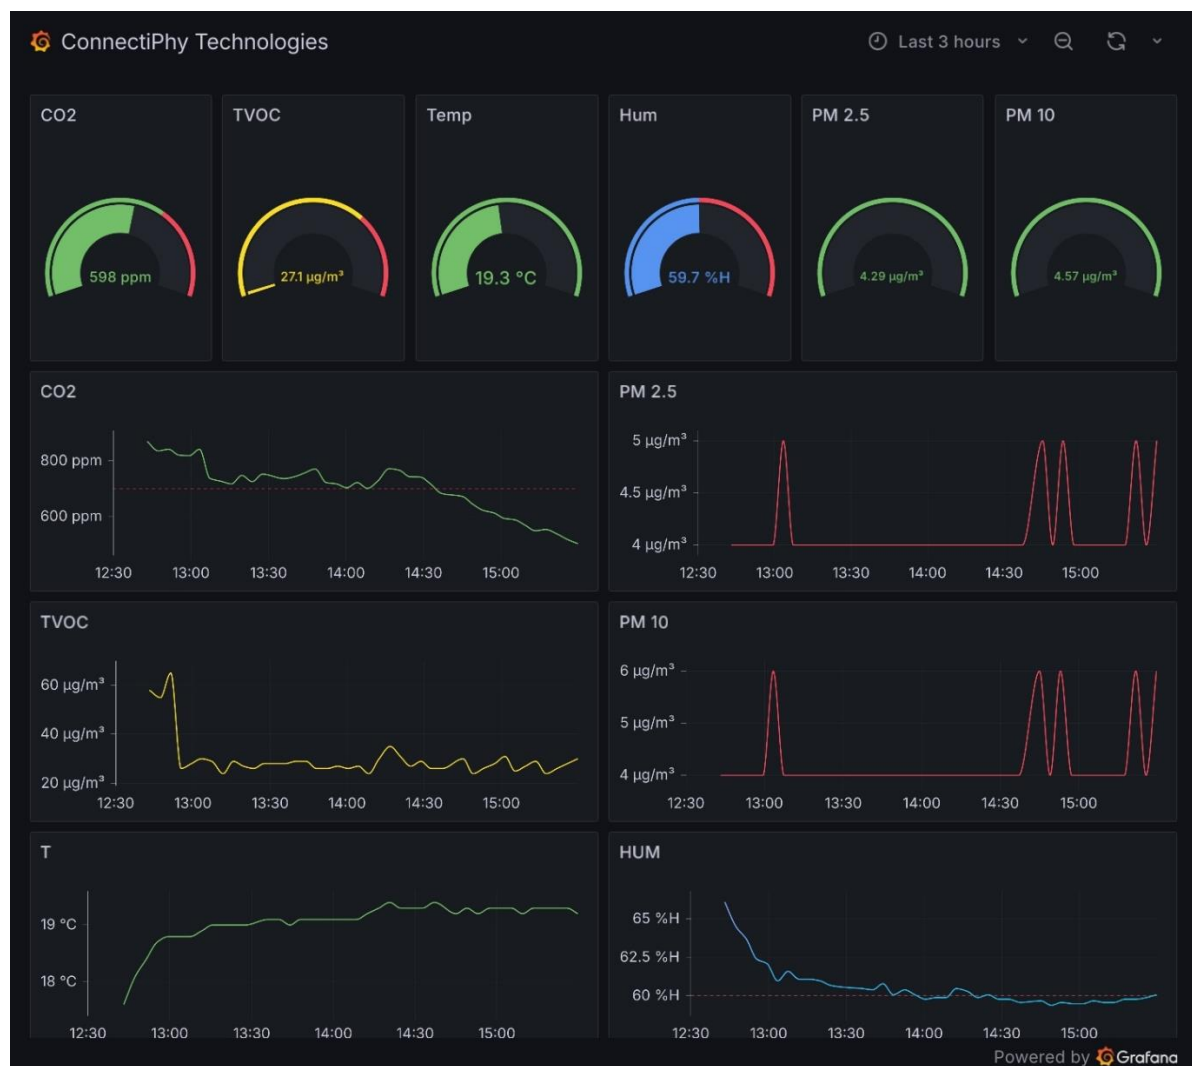 ConnectiPhy Technologies
Last 3 hours
CO2
TVOC
Temp
Hum
PM 2.5
PM 10
598 ppm
27.1 µg/m³
19.3 °C
59.7 %H
4.29 µg/m³
4.57 µg/m³
CO2
800 ppm
600 ppm
12:30 13:00 13:30 14:00 14:30 15:00
PM 2.5
5 µg/m³
4.5 µg/m³
4 µg/m³
12:30 13:00 13:30 14:00 14:30 15:00
TVOC
60 µg/m³
40 µg/m³
20 µg/m³
12:30 13:00 13:30 14:00 14:30 15:00
PM 10
6 µg/m³
5 µg/m³
4 µg/m³
12:30 13:00 13:30 14:00 14:30 15:00
T
19 °C
18 °C
12:30 13:00 13:30 14:00 14:30 15:00
HUM
65 %H
62.5 %H
60 %H
12:30 13:00 13:30 14:00 14:30 15:00
Powered by Grafana